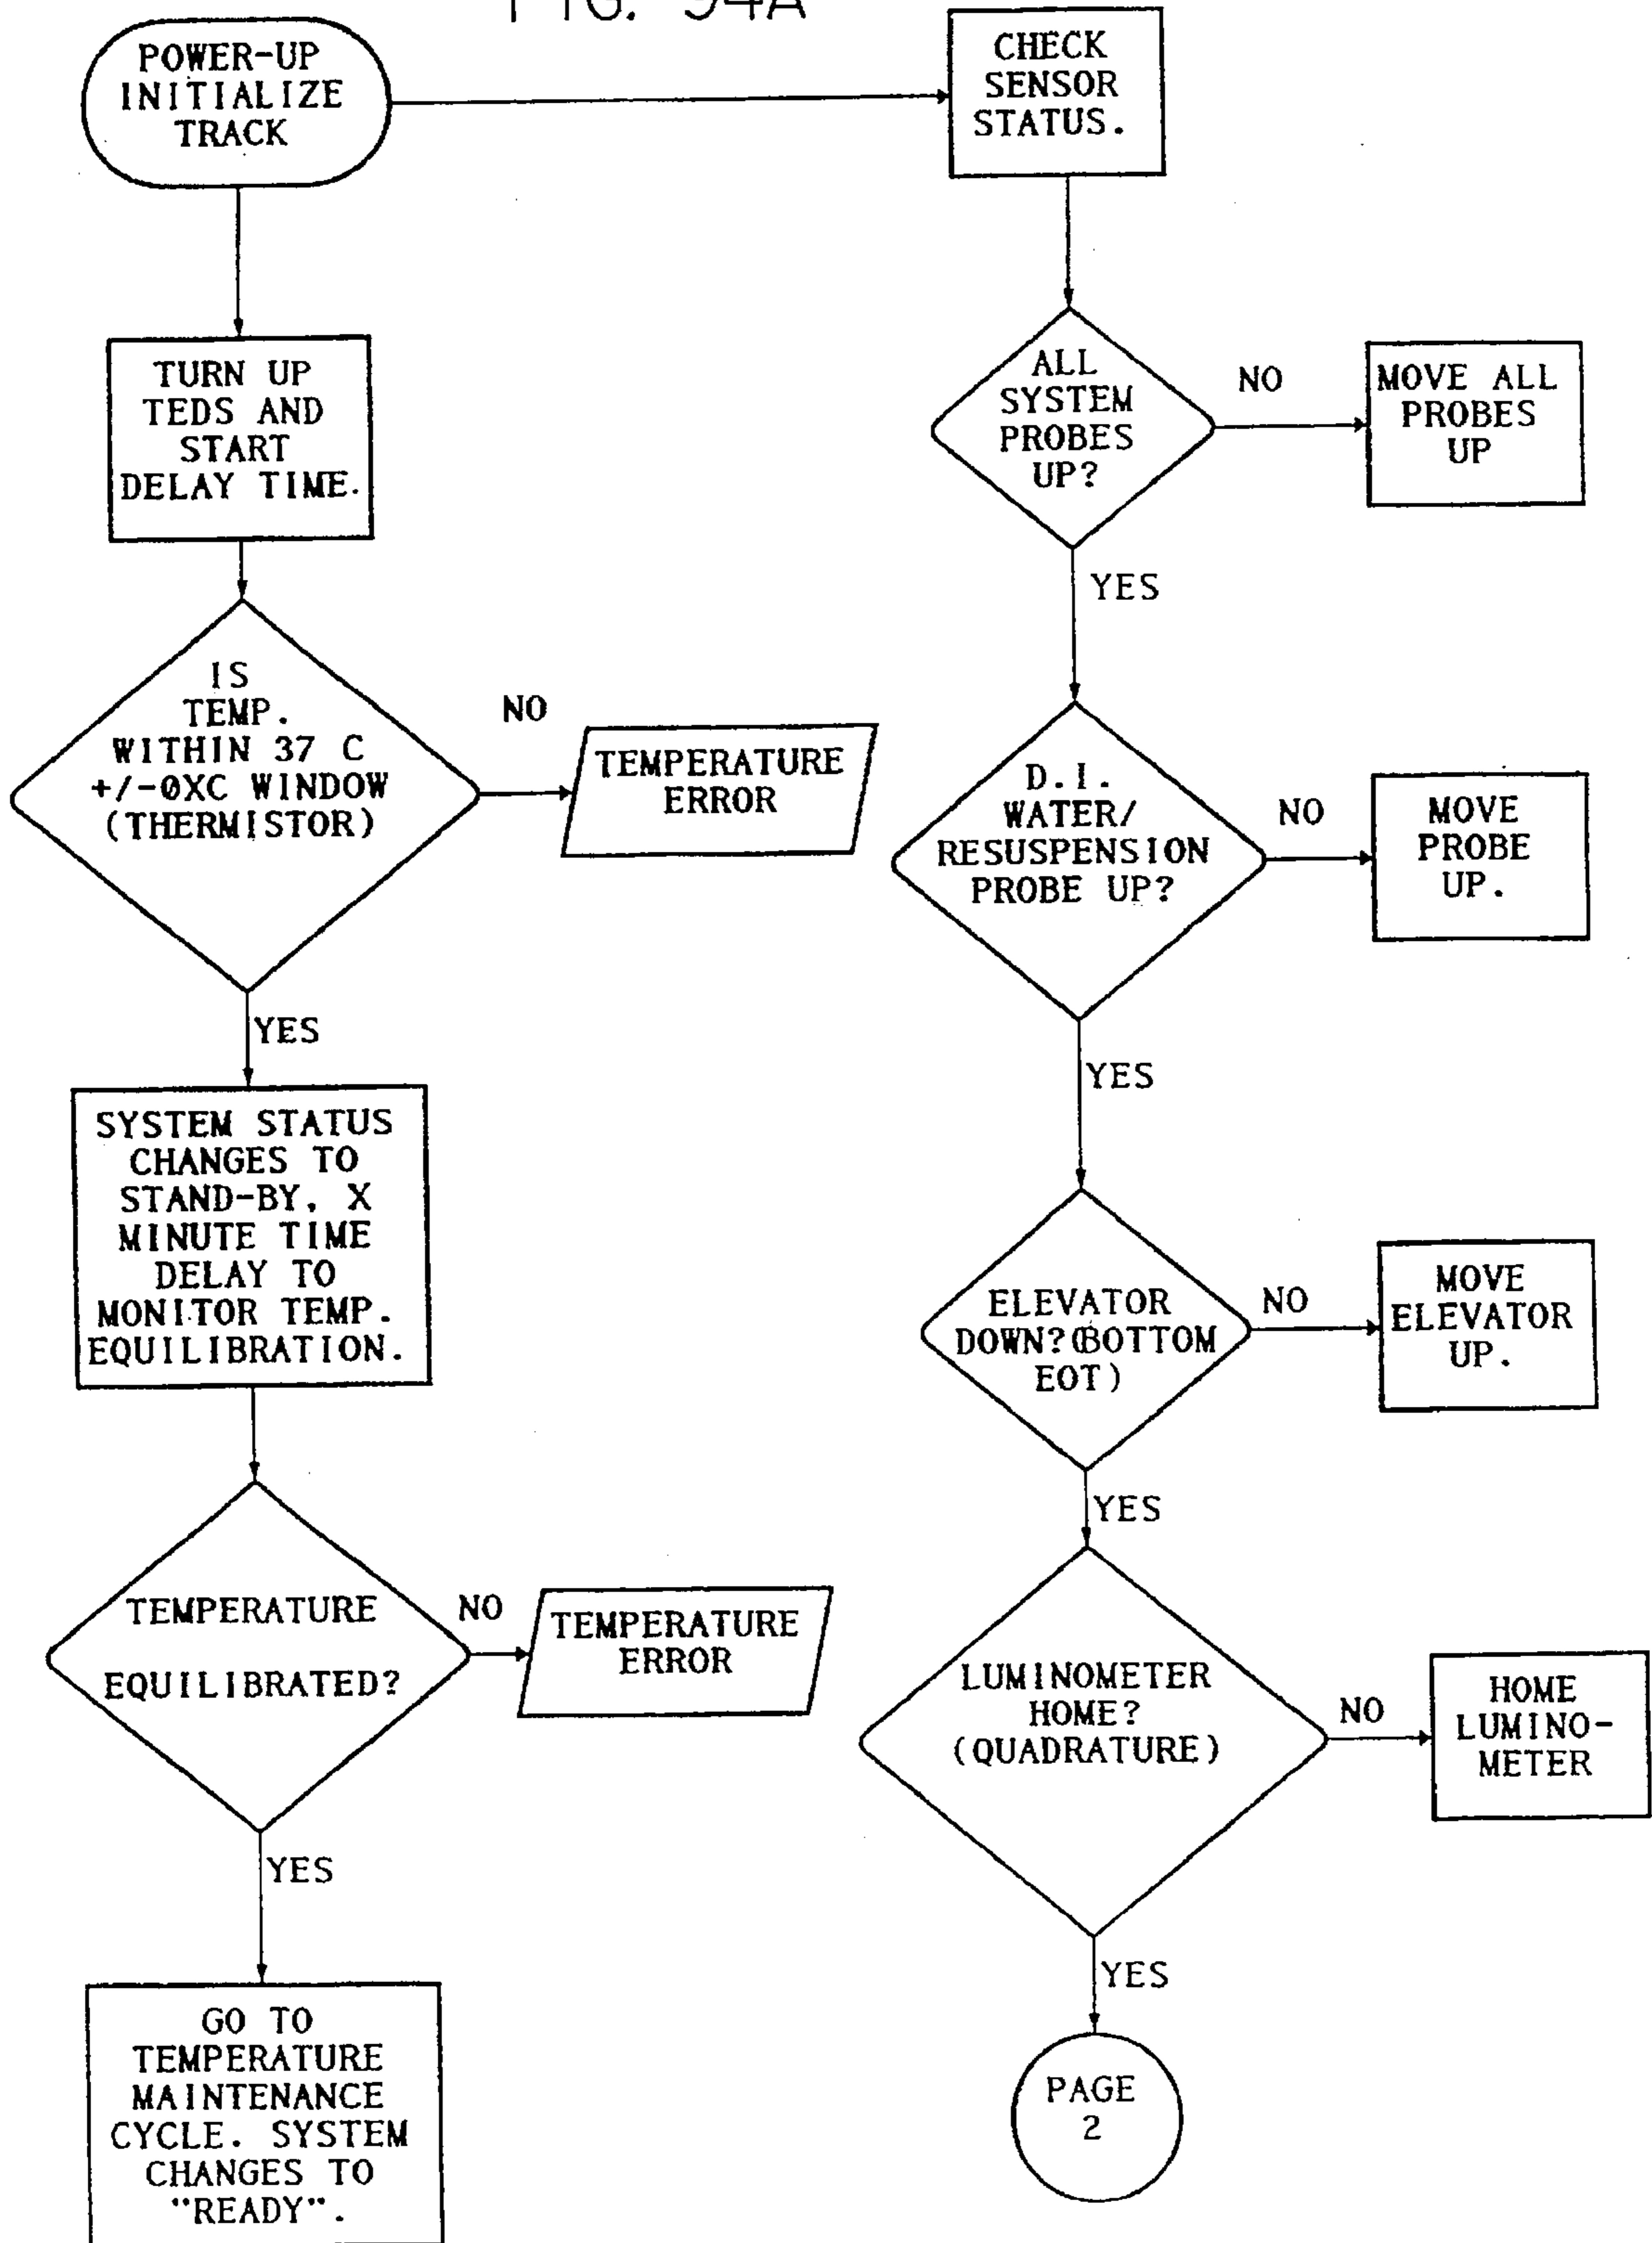 FIG. 94A
POWER-UP
INITIALIZE
TRACK
TURN UP
TEDS AND
START
DELAY TIME.
IS
TEMP.
WITHIN 37 C
+/-0XC WINDOW
(THERMISTOR)
NO
TEMPERATURE
ERROR
YES
SYSTEM STATUS
CHANGES TO
STAND-BY, X
MINUTE TIME
DELAY TO
MONITOR TEMP.
EQUILIBRATION.
TEMPERATURE
EQUILIBRATED?
NO
TEMPERATURE
ERROR
YES
GO TO
TEMPERATURE
MAINTENANCE
CYCLE. SYSTEM
CHANGES TO
"READY".
CHECK
SENSOR
STATUS.
ALL
SYSTEM
PROBES
UP?
NO
MOVE ALL
PROBES
UP
YES
D.I.
WATER/
RESUSPENSION
PROBE UP?
NO
MOVE
PROBE
UP.
YES
ELEVATOR
DOWN?(BOTTOM
EOT)
NO
MOVE
ELEVATOR
UP.
YES
LUMINOMETER
HOME?
(QUADRATURE)
NO
HOME
LUMINO-
METER
YES
PAGE
2